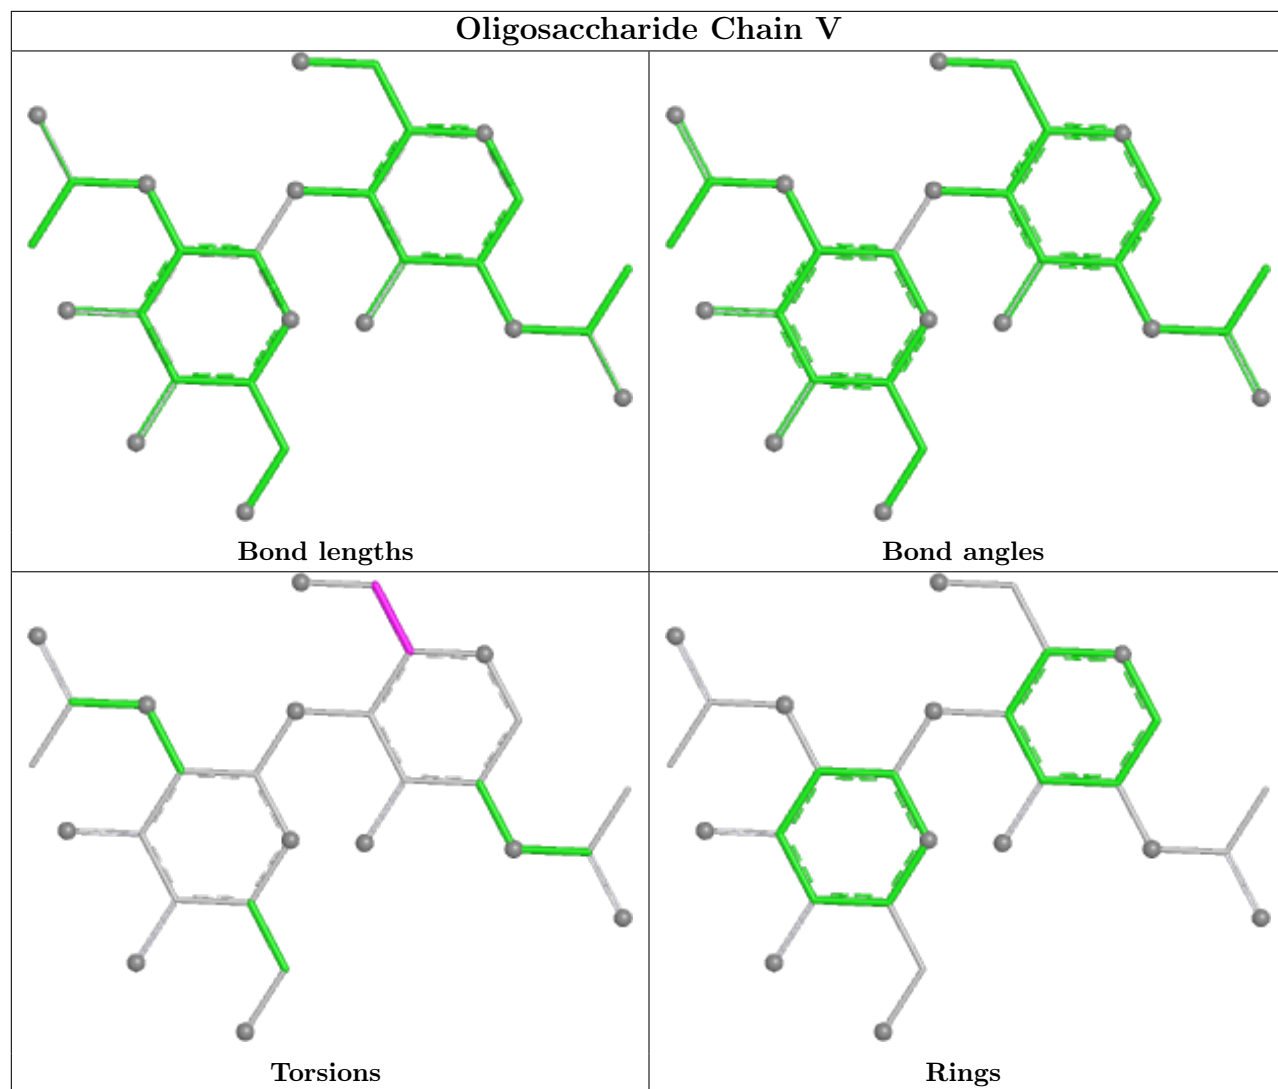 Oligosaccharide Chain V
Bond lengths
Bond angles
Torsions
Rings